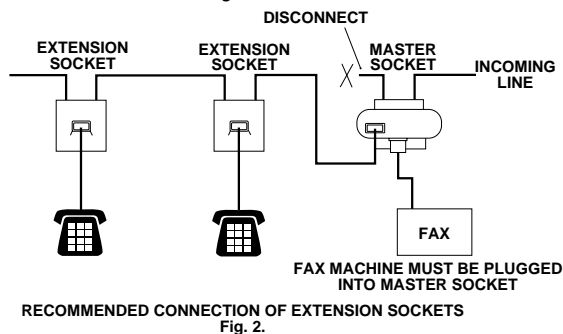 DISCONNECT
EXTENSION
SOCKET
EXTENSION
SOCKET
MASTER
SOCKET
INCOMING
LINE
FAX
FAX MACHINE MUST BE PLUGGED
INTO MASTER SOCKET
RECOMMENDED CONNECTION OF EXTENSION SOCKETS
Fig. 2.